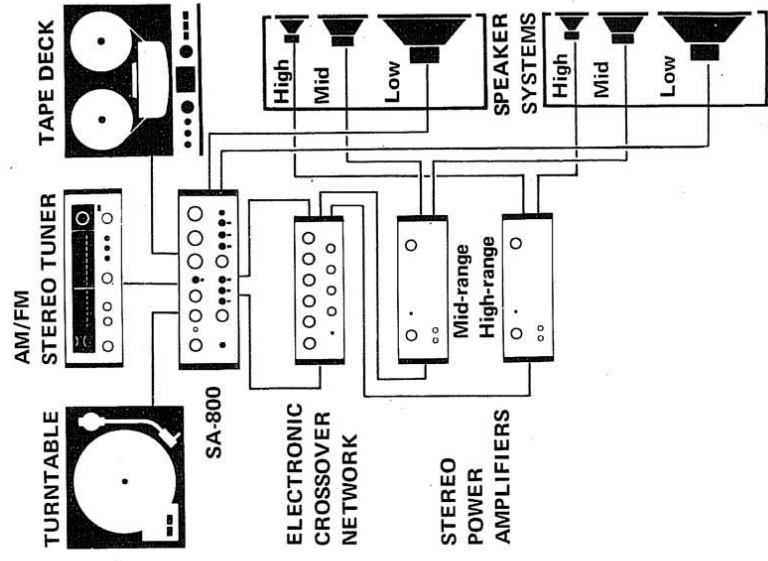 TURNTABLE
AM/FM
STEREO TUNER
TAPE DECK
SA-800
ELECTRONIC
CROSSOVER
NETWORK
High
Mid
Low
STEREO
POWER
AMPLIFIERS
Mid-range
High-range
SPEAKER
SYSTEMS
High
Mid
Low